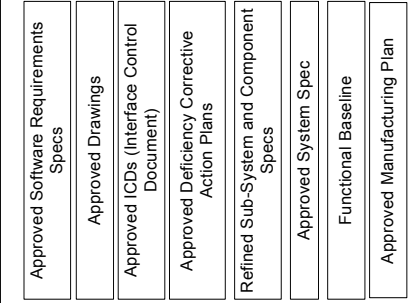 Approved Software Requirements
Specs
Approved Drawings
Approved ICDs (Interface Control
Document)
Approved Deficiency Corrective
Action Plans
Refined Sub-System and Component
Specs
Approved System Spec
Functional Baseline
Approved Manufacturing Plan